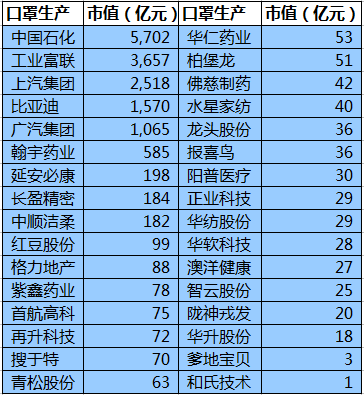 口罩生产 市值（亿元） 口罩生产 市值（亿元）
中国石化 5,702 华仁药业 53
工业富联 3,657 柏堡龙 51
上汽集团 2,518 佛慈制药 42
比亚迪 1,570 水星家纺 40
广汽集团 1,065 龙头股份 36
翰宇药业 585 报喜鸟 36
延安必康 198 阳普医疗 30
长盈精密 184 正业科技 29
中顺洁柔 182 华纺股份 29
红豆股份 99 华软科技 28
格力地产 88 澳洋健康 27
紫鑫药业 78 智云股份 25
首航高科 75 陇神戎发 20
再升科技 72 华升股份 18
搜于特 70 爹地宝贝 3
青松股份 63 和氏技术 1